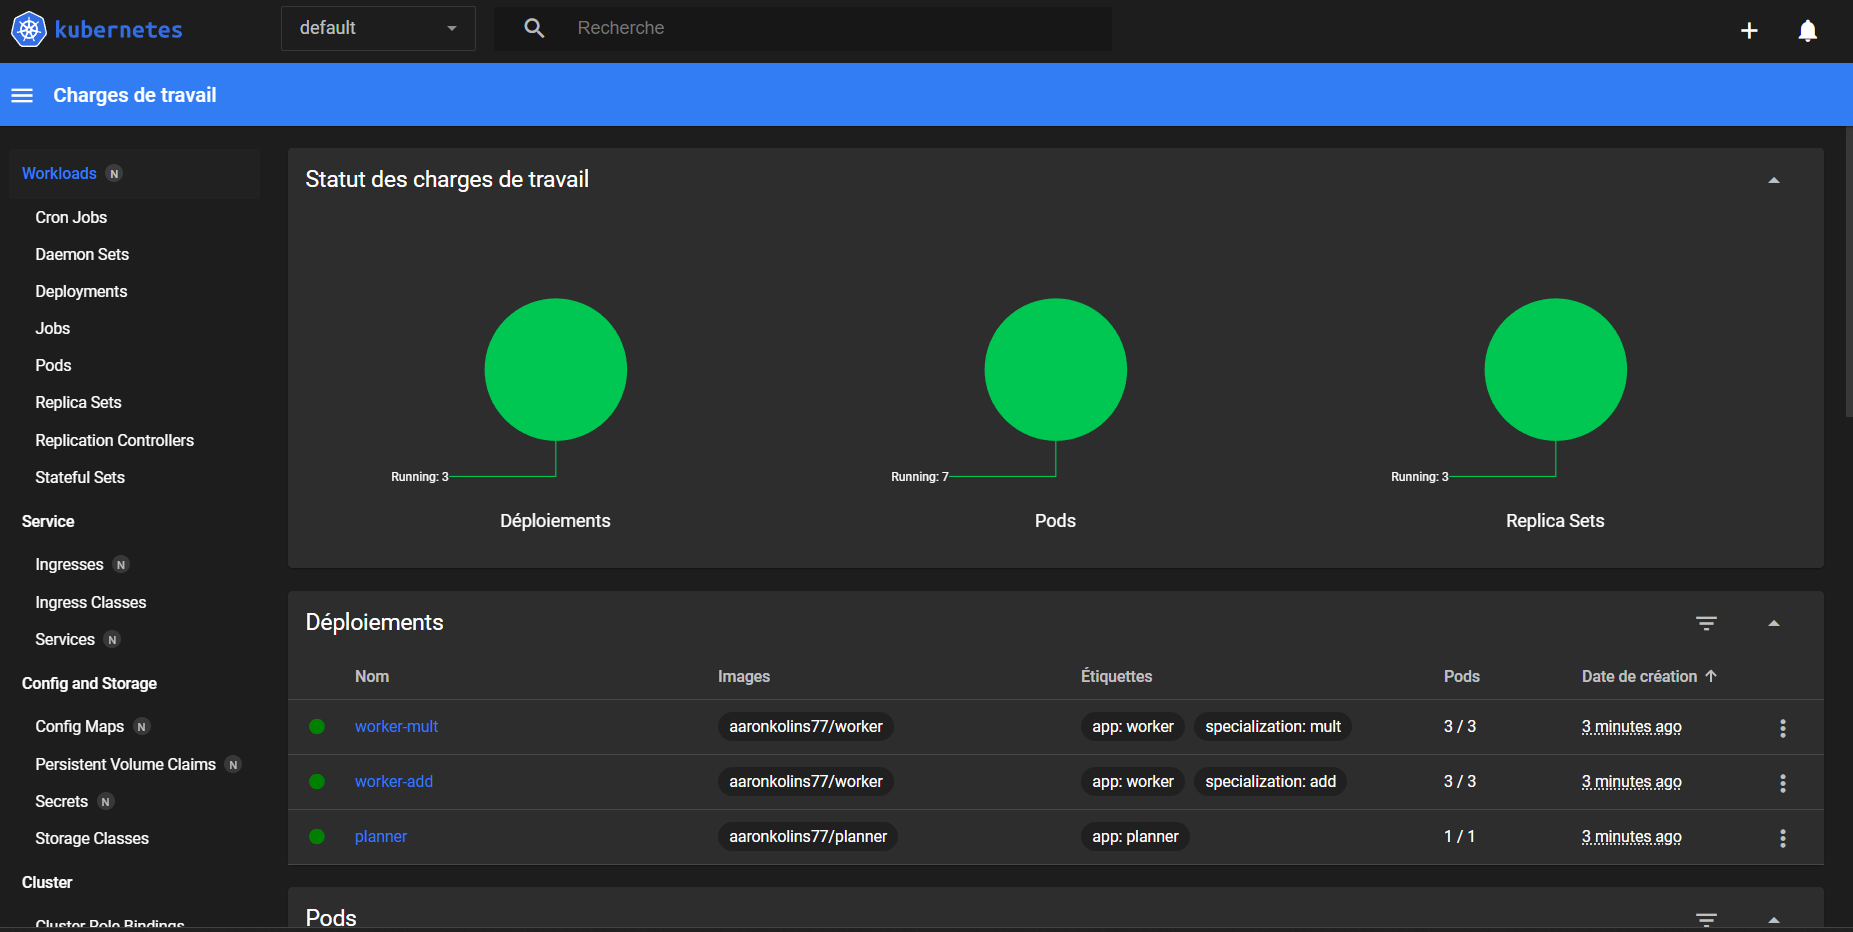 kubernetes
default
Recherche
Charges de travail
Workloads N
Cron Jobs
Daemon Sets
Deployments
Jobs
Pods
Replica Sets
Replication Controllers
Stateful Sets
Service
Ingresses N
Ingress Classes
Services N
Config and Storage
Config Maps N
Persistent Volume Claims N
Secrets N
Storage Classes
Cluster
Cluster Role Bindings
Statut des charges de travail
Running: 3
Running: 7
Running: 3
Déploiements
Pods
Replica Sets
Déploiements
Nom Images Étiquettes Pods Date de création
worker-mult aaronkolins77/worker app: worker specialization: mult 3 / 3 3 minutes ago
worker-add aaronkolins77/worker app: worker specialization: add 3 / 3 3 minutes ago
planner aaronkolins77/planner app: planner 1 / 1 3 minutes ago
Pods